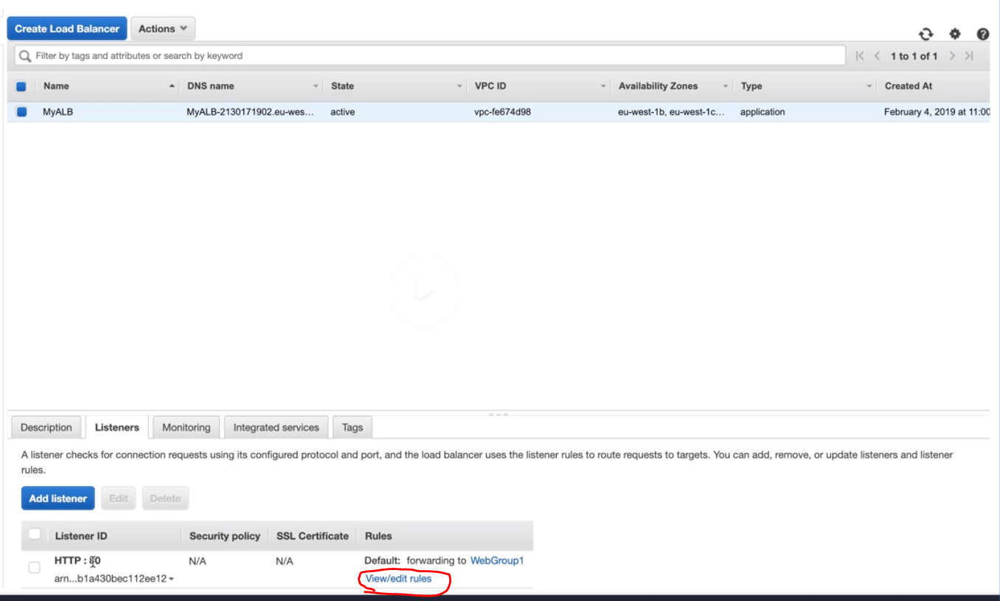 Create Load Balancer Actions
Filter by tags and attributes or search by keyword 1 to 1 of 1
Name DNS name State VPC ID Availability Zones Type Created At
MyALB MyALB-2130171902.eu-wes... active vpc-fe674d98 eu-west-1b, eu-west-1c... application February 4, 2019 at 11:00
Description Listeners Monitoring Integrated services Tags
A listener checks for connection requests using its configured protocol and port, and the load balancer uses the listener rules to route requests to targets. You can add, remove, or update listeners and listener
rules.
Add listener Edit Delete
Listener ID Security policy SSL Certificate Rules
HTTP : N/A N/A Default: forwarding to WebGroup1
arn...b1a430bec112ee12 View/edit rules